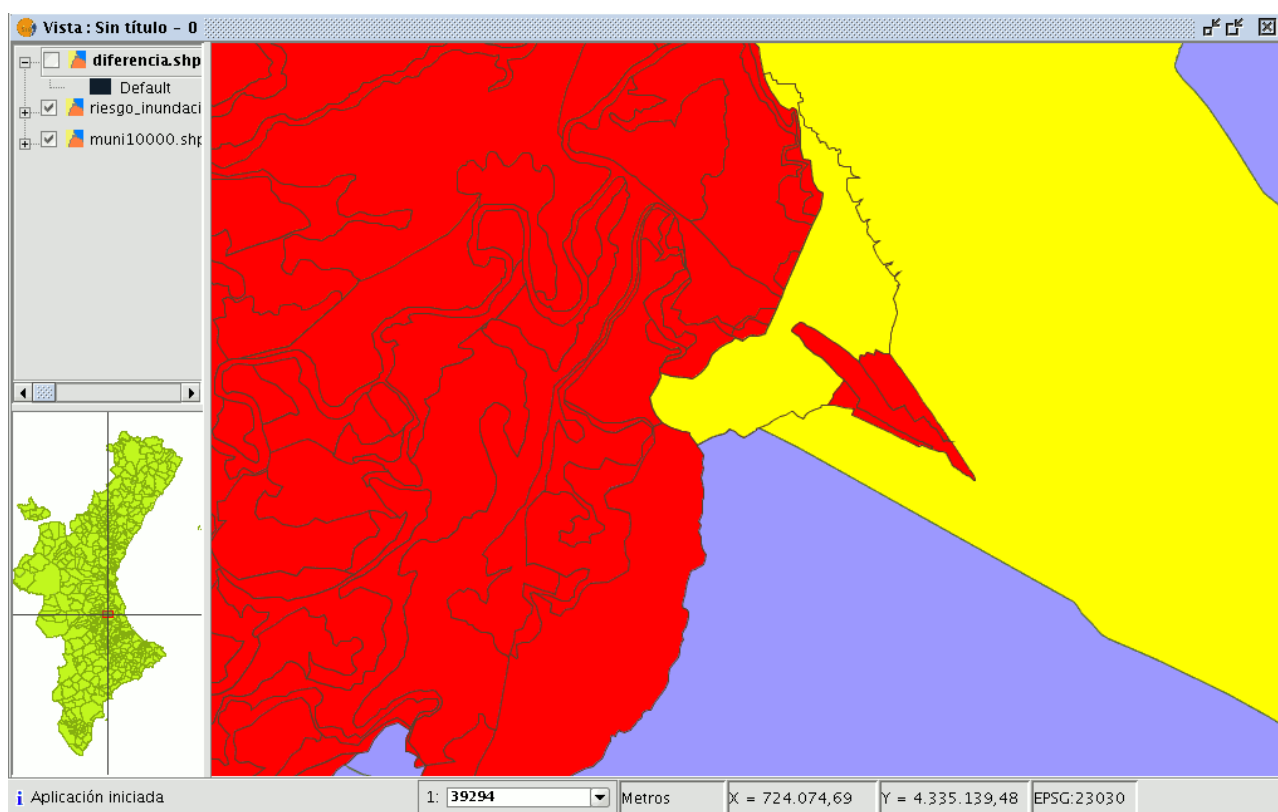 Vista : Sin título - 0
diferencia.shp
Default
riesgo_inundaci
muni10000.shp
Aplicación iniciada
1: 39294
Metros
X = 724.074,69
Y = 4.335.139,48
EPSG:23030